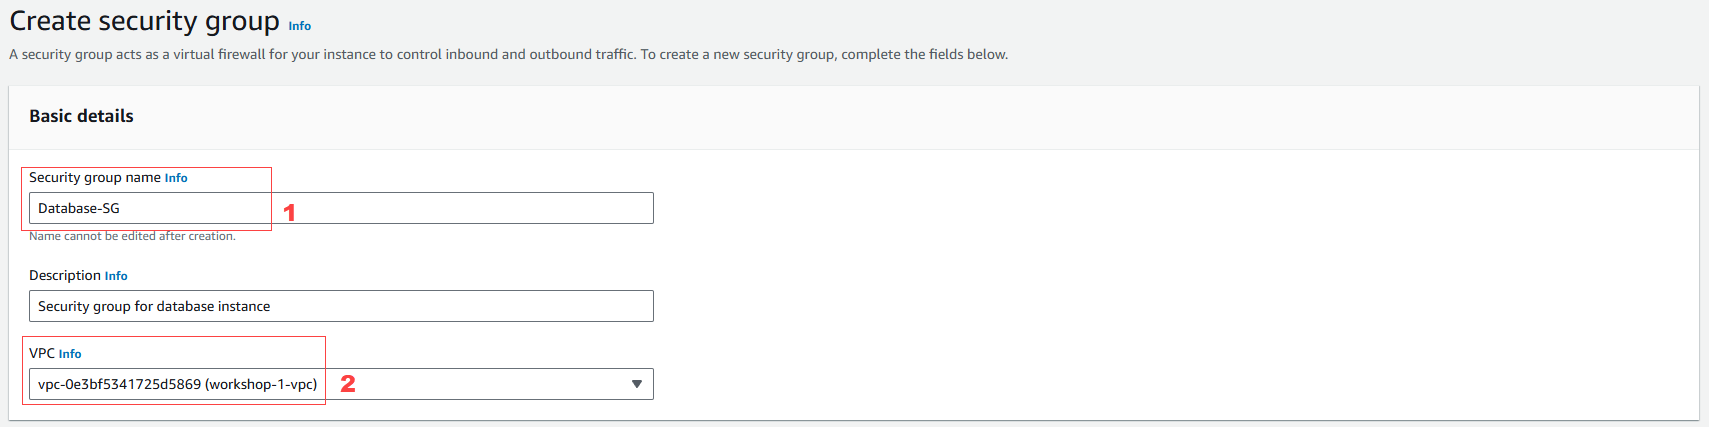 Create security group Info
A security group acts as a virtual firewall for your instance to control inbound and outbound traffic. To create a new security group, complete the fields below.
Basic details
Security group name Info
Database-SG
1
Name cannot be edited after creation.
Description Info
Security group for database instance
VPC Info
vpc-0e3bf5341725d5869 (workshop-1-vpc)
2